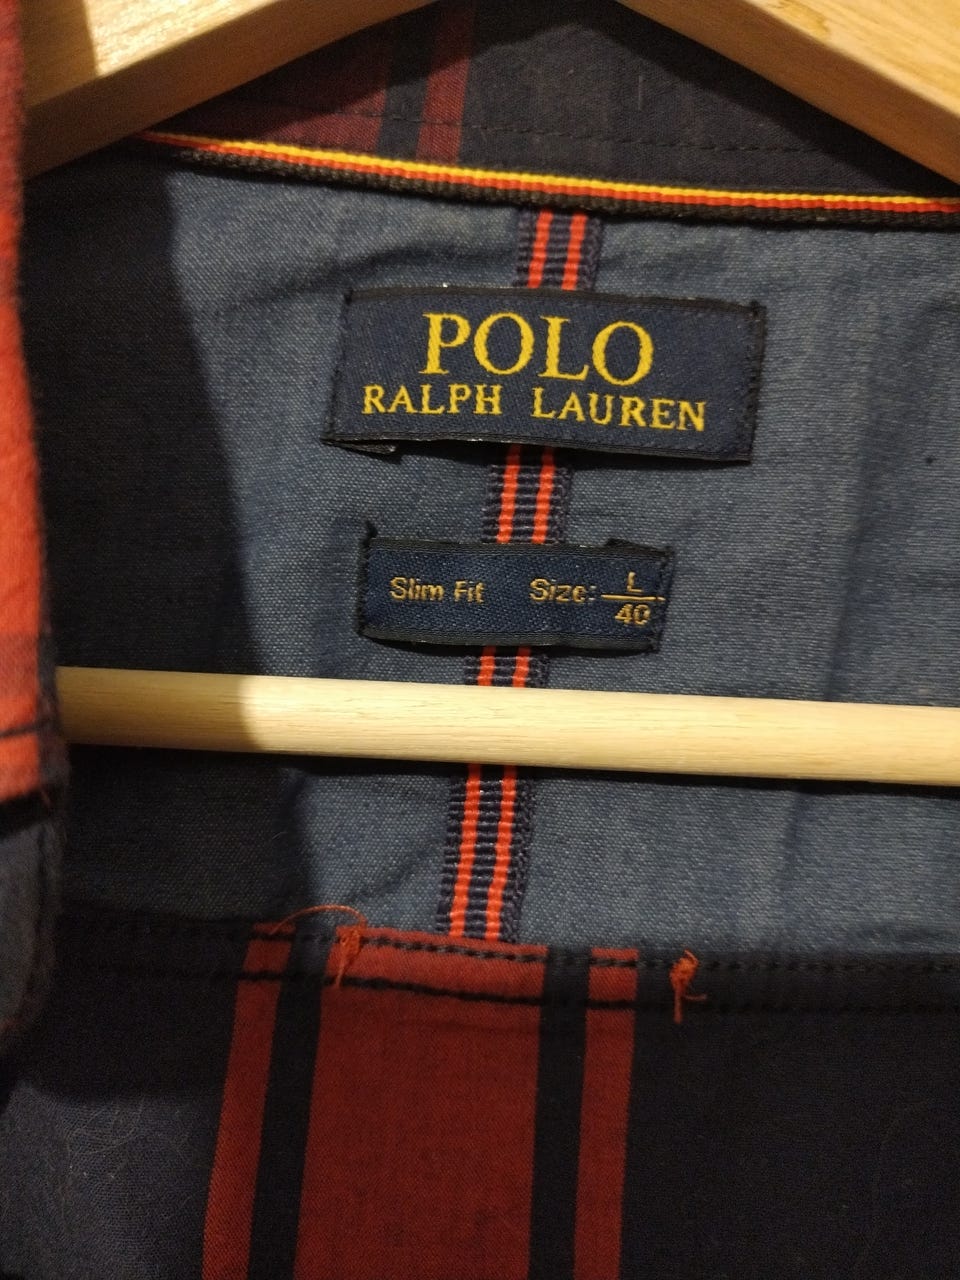 POLO
RALPH LAUREN
Slim Fit Size: L
40